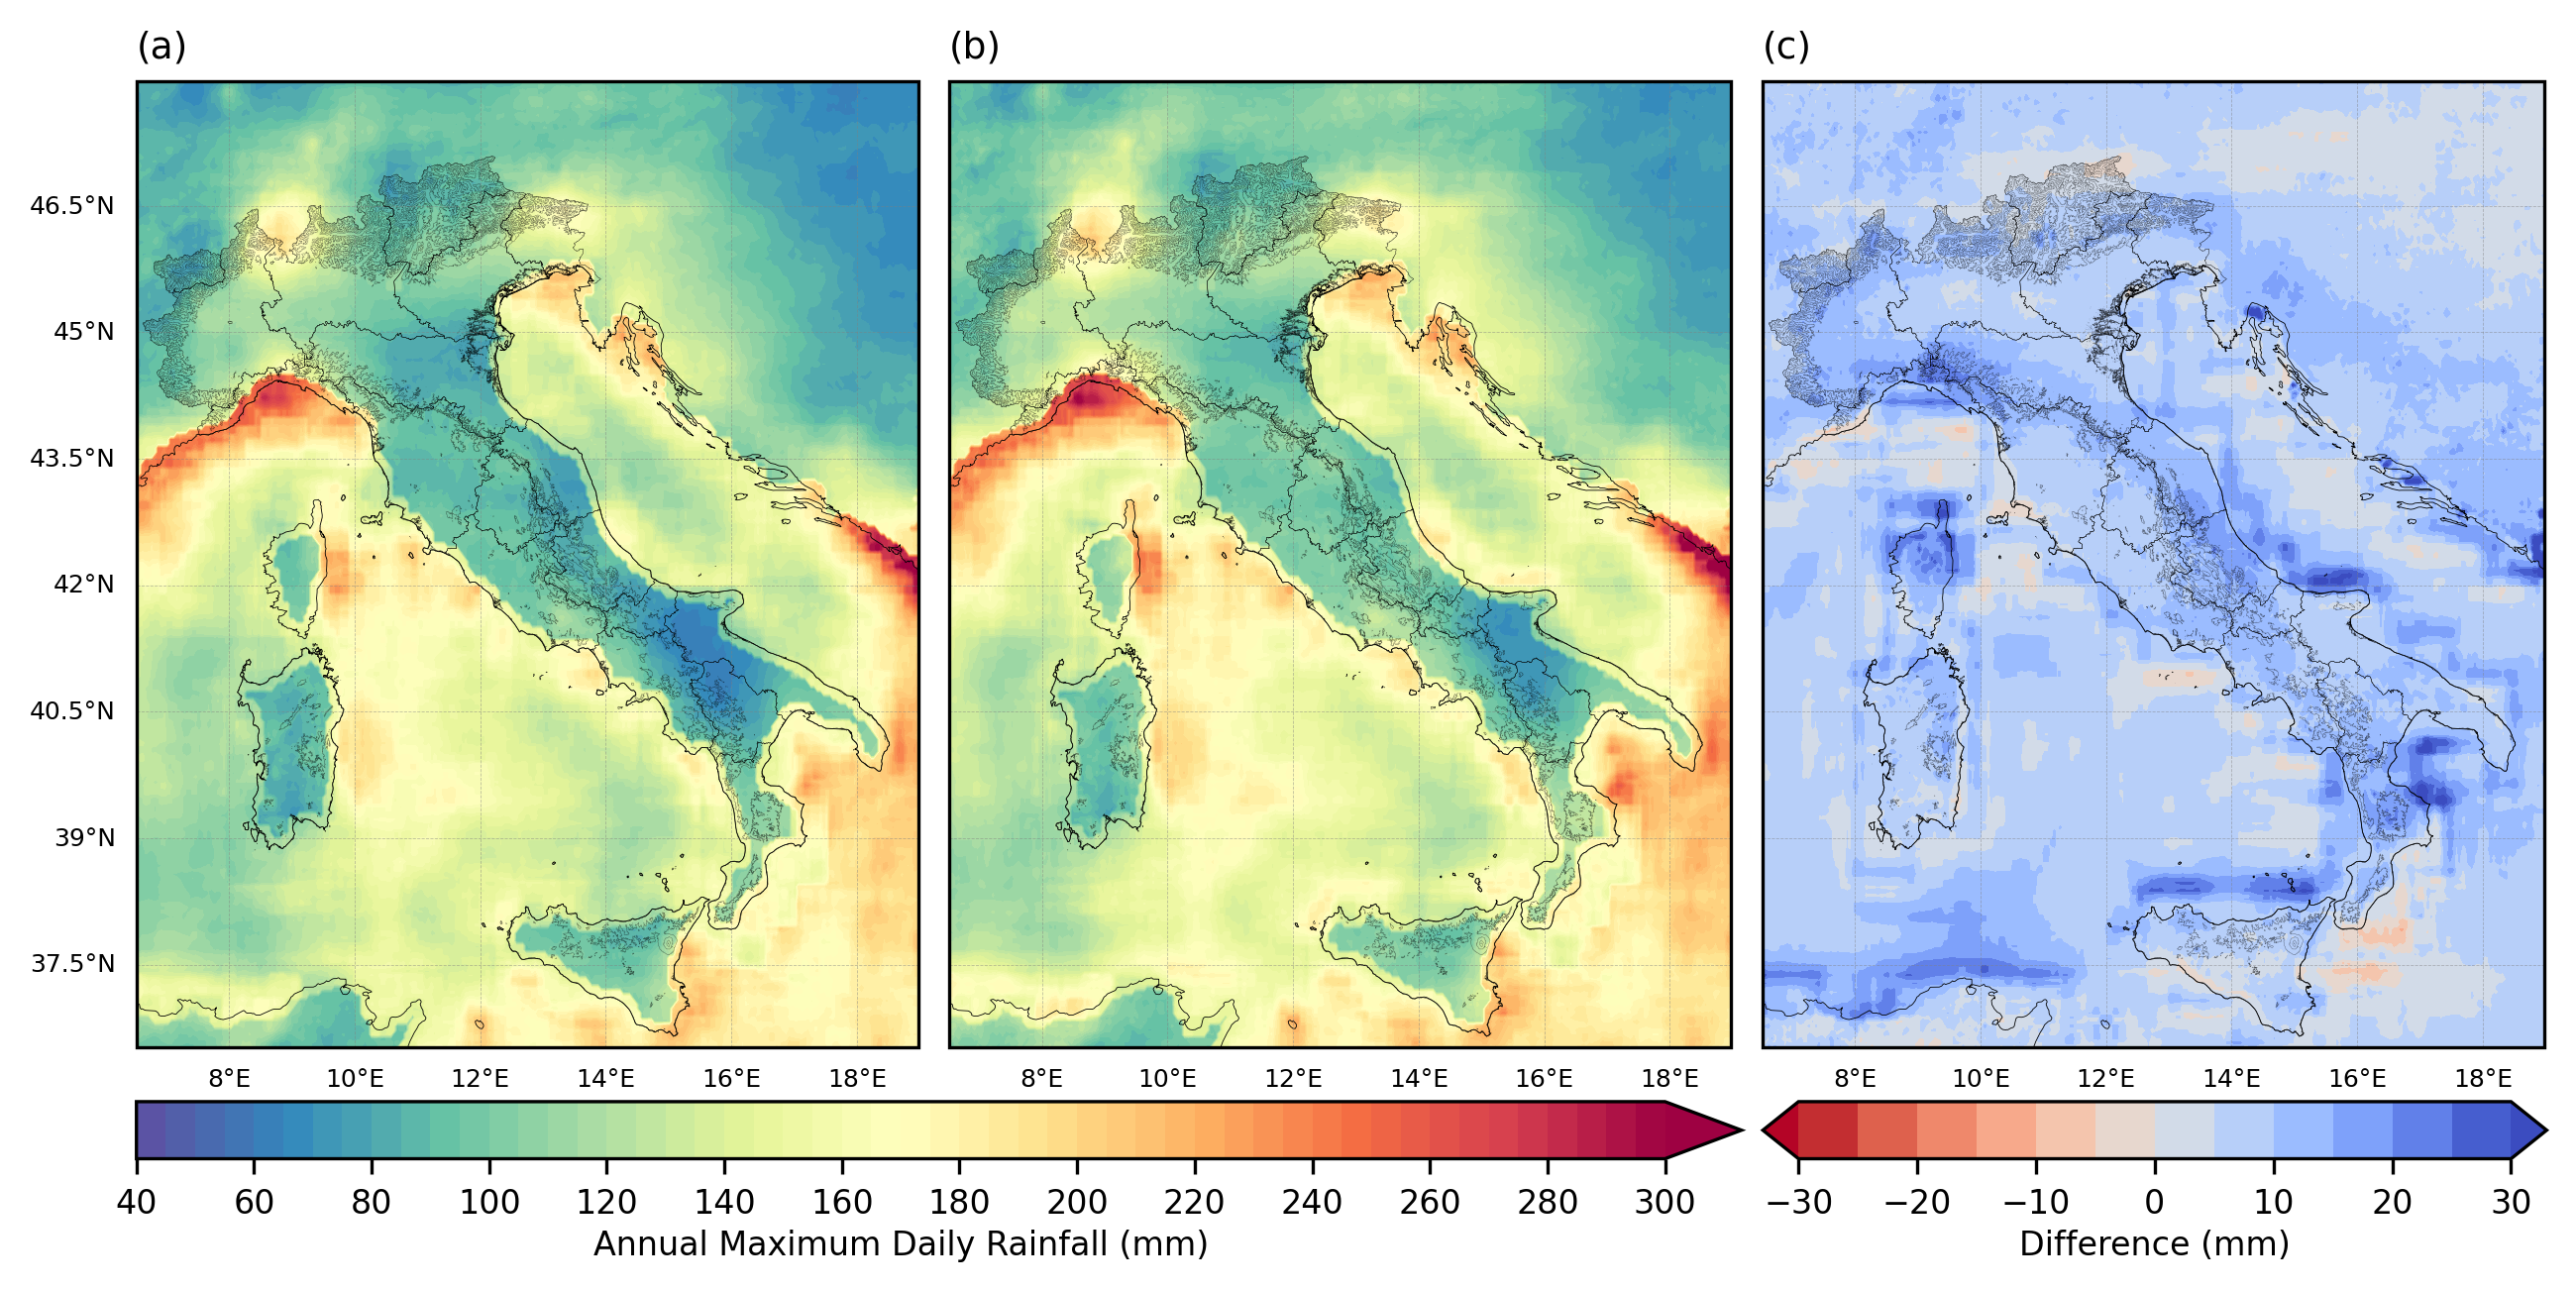 (a) (b) (c)
46.5°N
45°N
43.5°N
42°N
40.5°N
39°N
37.5°N
8°E 10°E 12°E 14°E 16°E 18°E 8°E 10°E 12°E 14°E 16°E 18°E 8°E 10°E 12°E 14°E 16°E 18°E
40 60 80 100 120 140 160 180 200 220 240 260 280 300 −30 −20 −10 0 10 20 30
Annual Maximum Daily Rainfall (mm) Difference (mm)